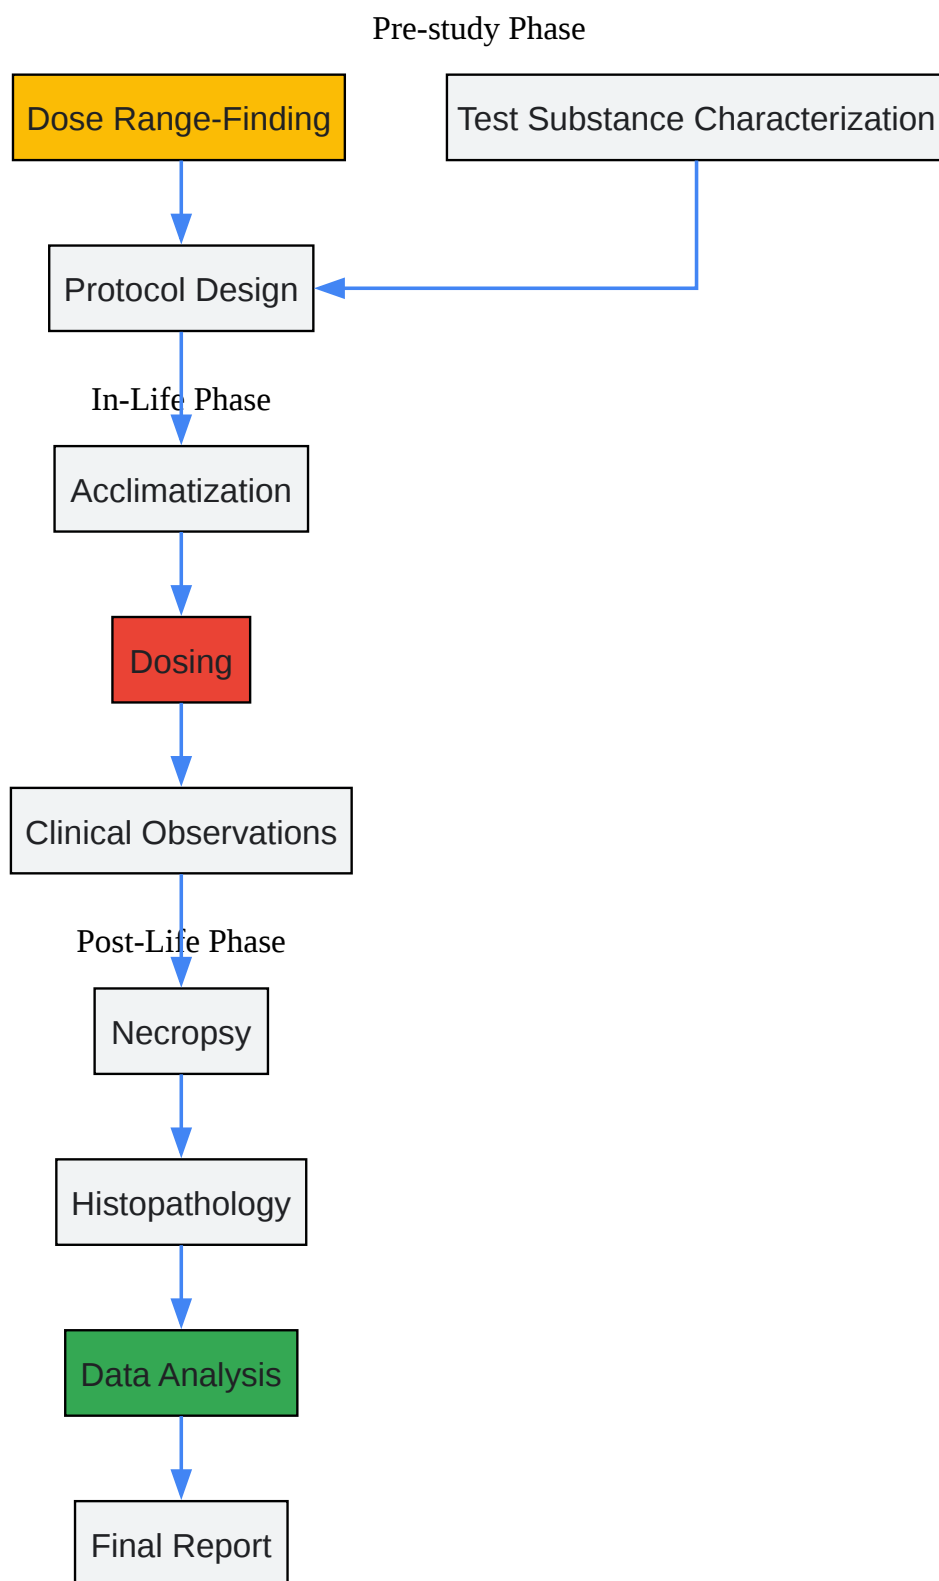 Pre-study Phase
Dose Range-Finding
Test Substance Characterization
Protocol Design
In-Life Phase
Acclimatization
Dosing
Clinical Observations
Post-Life Phase
Necropsy
Histopathology
Data Analysis
Final Report